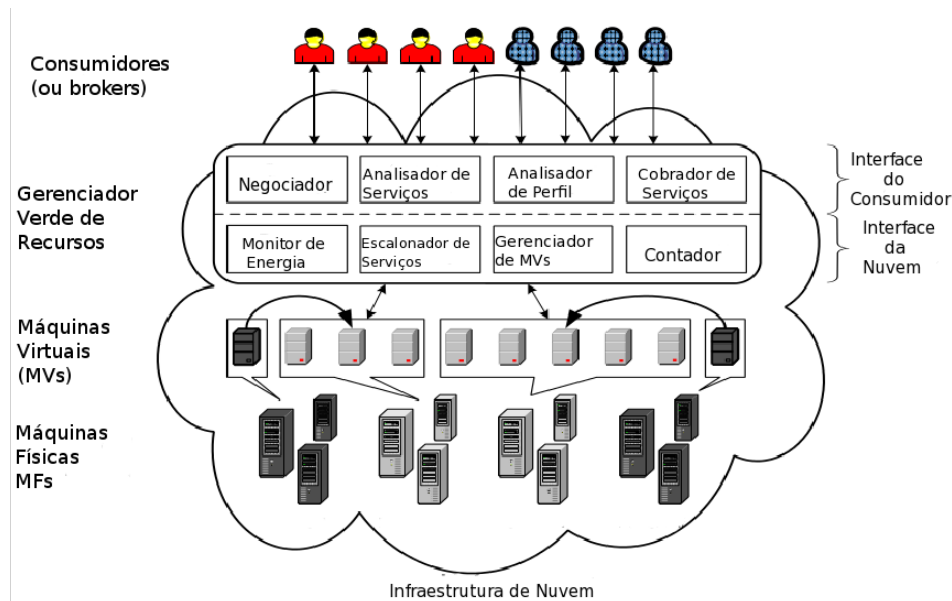 Consumidores
(ou brokers)
Gerenciador
Verde de
Recursos
Negociador
Analisador de
Serviços
Analisador
de Perfil
Cobrador de
Serviços
Interface
do
Consumidor
Monitor de
Energia
Escalonador de
Serviços
Gerenciador
de MVs
Contador
Interface
da
Nuvem
Máquinas
Virtuais
(MVs)
Máquinas
Físicas
MFs
Infraestrutura de Nuvem